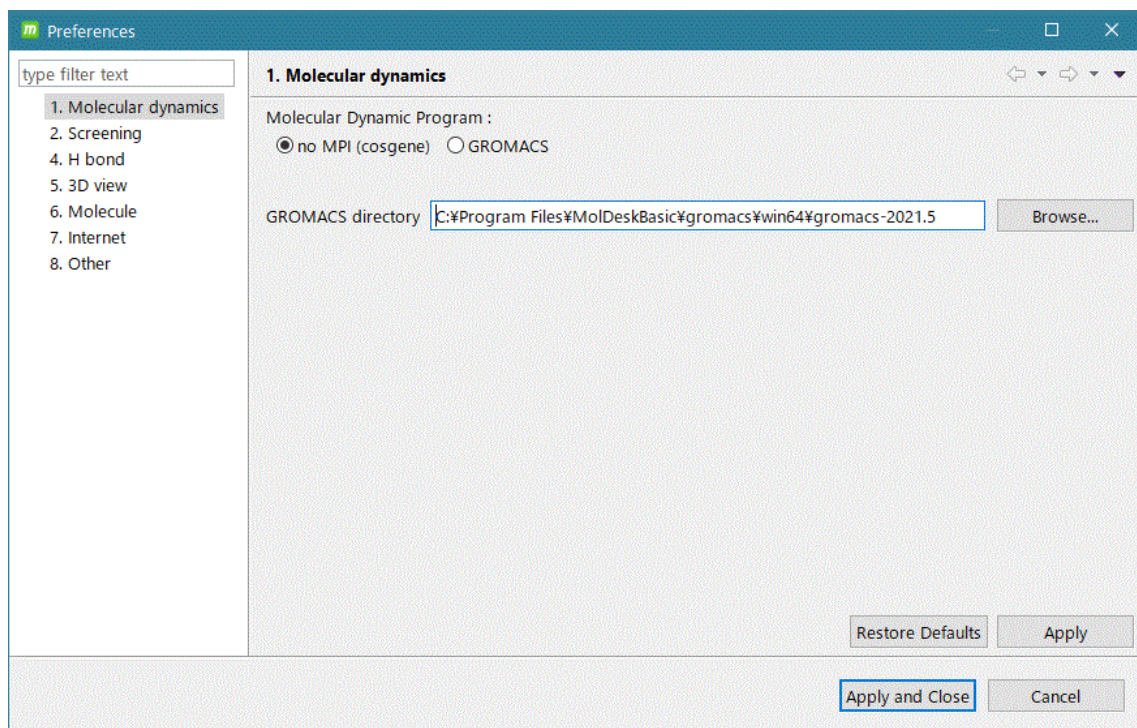 Preferences
type filter text
1. Molecular dynamics
2. Screening
4. H bond
5. 3D view
6. Molecule
7. Internet
8. Other
1. Molecular dynamics
Molecular Dynamic Program :
no MPI (cosgene) GROMACS
GROMACS directory C:¥Program Files¥MolDeskBasic¥gromacs¥win64¥gromacs-2021.5 Browse...
Restore Defaults Apply
Apply and Close Cancel